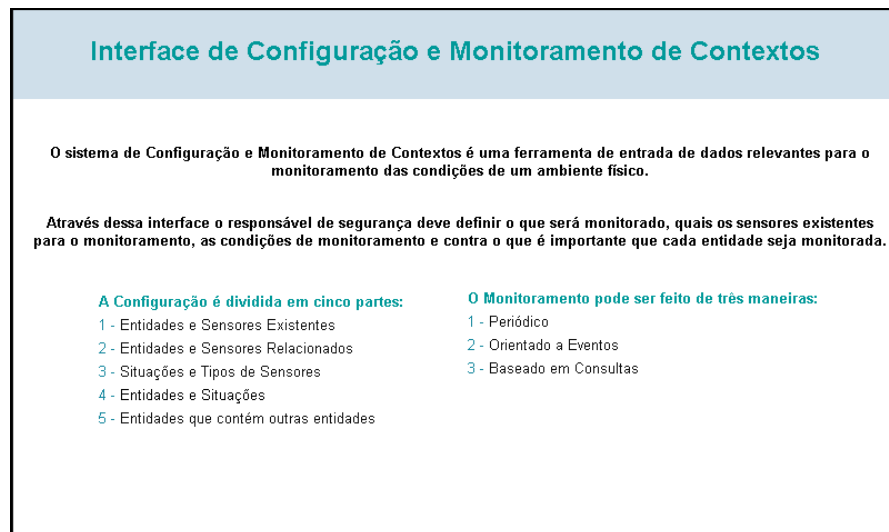 Interface de Configuração e Monitoramento de Contextos
O sistema de Configuração e Monitoramento de Contextos é uma ferramenta de entrada de dados relevantes para o
monitoramento das condições de um ambiente físico.
Através dessa interface o responsável de segurança deve definir o que será monitorado, quais os sensores existentes
para o monitoramento, as condições de monitoramento e contra o que é importante que cada entidade seja monitorada.
A Configuração é dividida em cinco partes:
1 - Entidades e Sensores Existentes
2 - Entidades e Sensores Relacionados
3 - Situações e Tipos de Sensores
4 - Entidades e Situações
5 - Entidades que contém outras entidades
O Monitoramento pode ser feito de três maneiras:
1 - Periódico
2 - Orientado a Eventos
3 - Baseado em Consultas